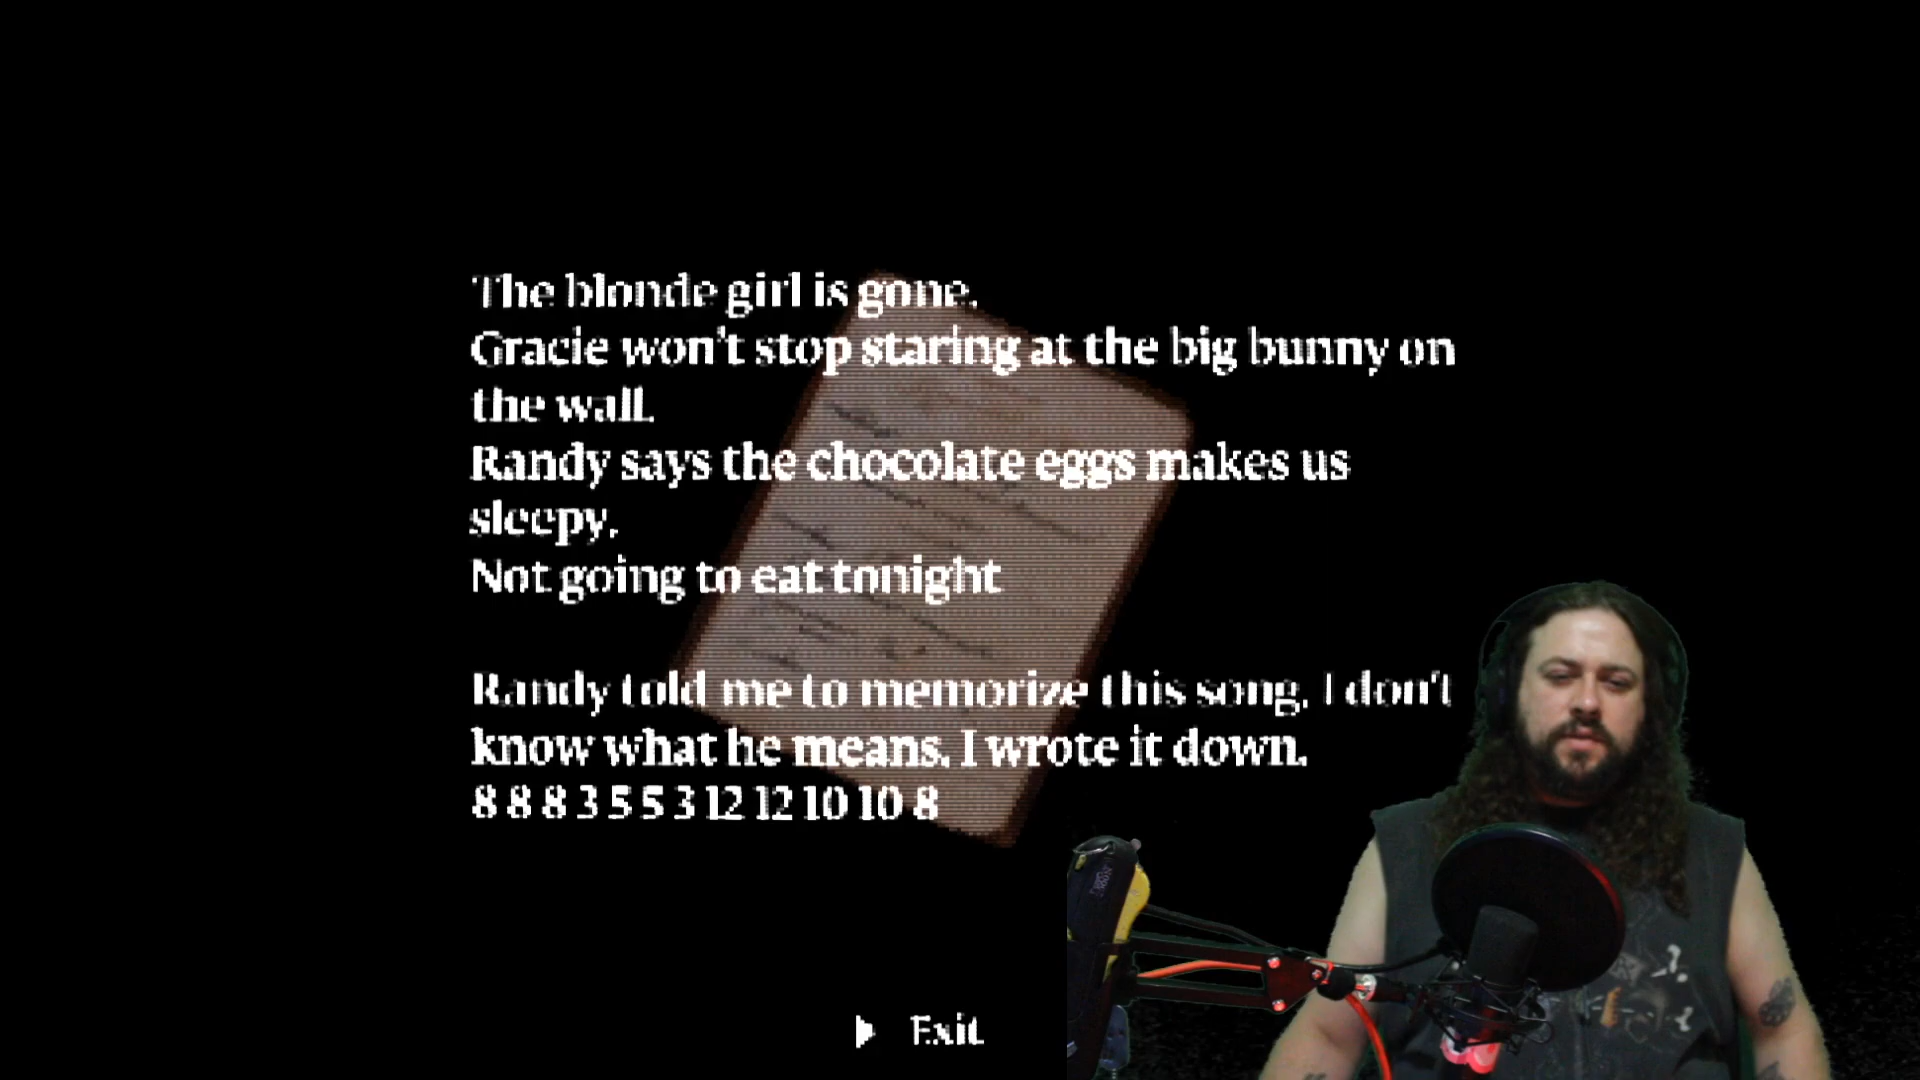 The blonde girl is gone.
Gracie won't stop staring at the big bunny on
the wall.
Randy says the chocolate eggs makes us
sleepy.
Not going to eat tonight
Randy told me to memorize this song. I don't
know what he means. I wrote it down.
8 8 8 3 5 5 3 12 12 10 10 8
Exit